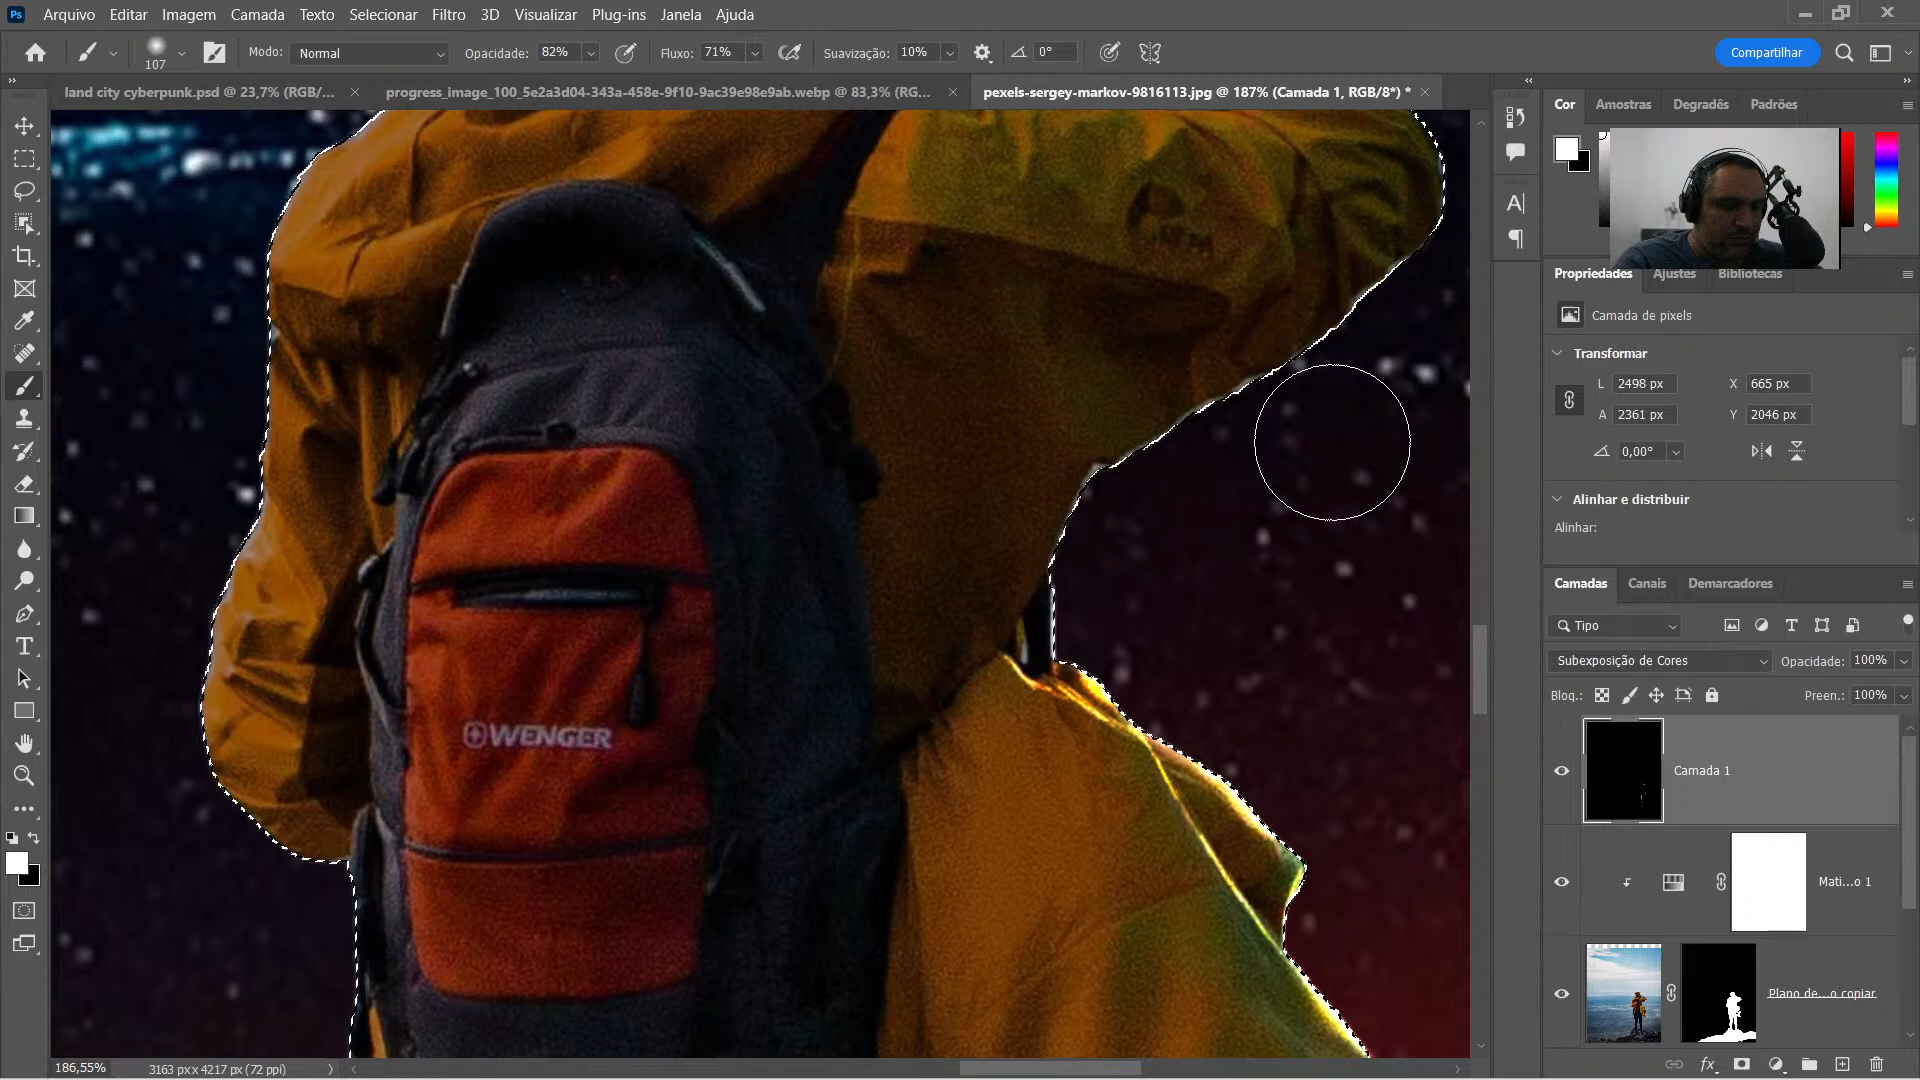 Ps Arquivo Editar Imagem Camada Texto Selecionar Filtro 3D Visualizar Plug-ins Janela Ajuda
107 Modo: Normal Opacidade: 82% Fluxo: 71% Suavização: 10% 0° Compartilhar
land city cyberpunk.psd @ 23,7% (RGB/... progress_image_100_5e2a3d04-343a-458e-9f10-9ac39e98e9ab.webp @ 83,3% (RG... pexels-sergey-markov-9816113.jpg @ 187% (Camada 1, RGB/8*) *
Cor Amostras Degradês Padrões
WENGER
Propriedades Ajustes Bibliotecas
Camada de pixels
Transformar
L 2498 px X 665 px
A 2361 px Y 2046 px
0,00°
Alinhar e distribuir
Alinhar:
Camadas Canais Demarcadores
Tipo
Subexposição de Cores Opacidade: 100%
Bloq.: Preen.: 100%
Camada 1
Mati...o 1
Plano de...o copiar
fx
186,55% 3163 px x 4217 px (72 ppi)